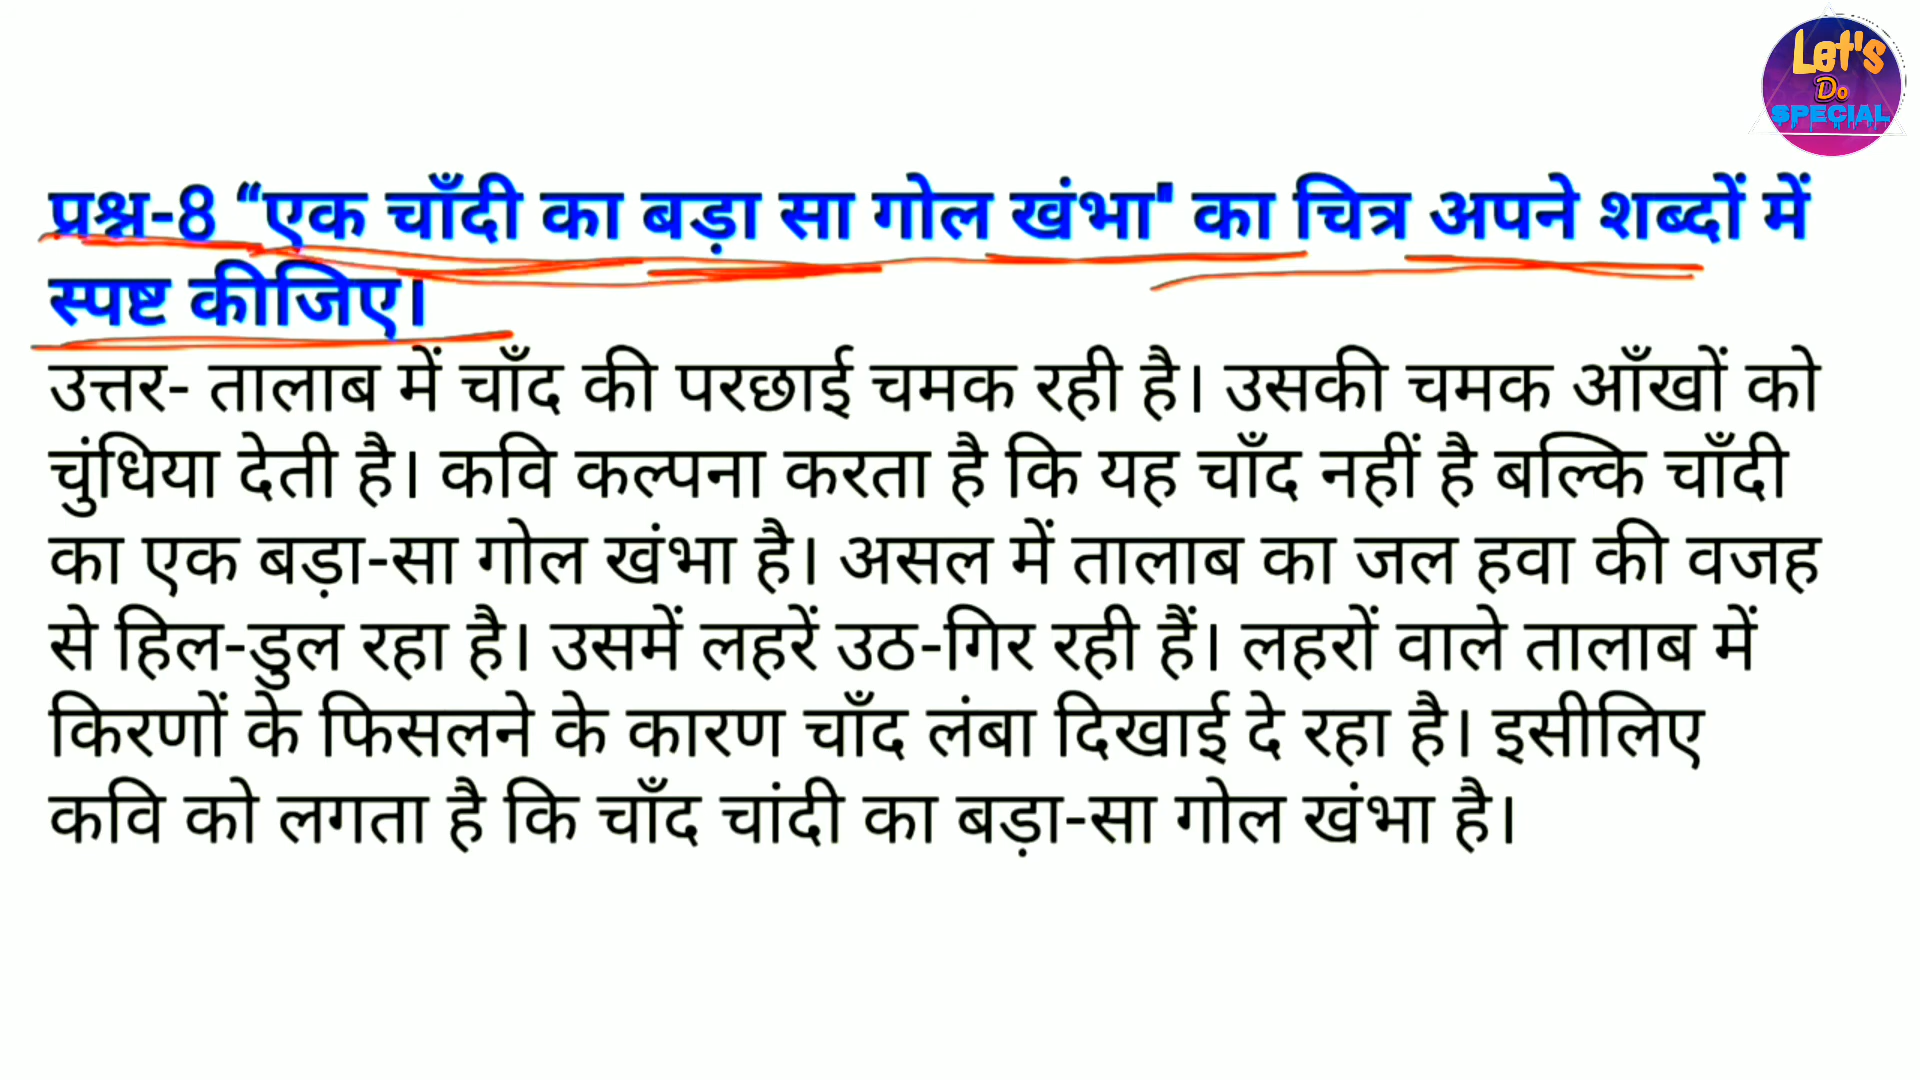 Let's
Do
SPECIAL
प्रश्न-8 “एक चाँदी का बड़ा सा गोल खंभा" का चित्र अपने शब्दों में
स्पष्ट कीजिए।
उत्तर- तालाब में चाँद की परछाई चमक रही है। उसकी चमक आँखों को
चुंधिया देती है। कवि कल्पना करता है कि यह चाँद नहीं है बल्कि चाँदी
का एक बड़ा-सा गोल खंभा है। असल में तालाब का जल हवा की वजह
से हिल-डुल रहा है। उसमें लहरें उठ-गिर रही हैं। लहरों वाले तालाब में
किरणों के फिसलने के कारण चाँद लंबा दिखाई दे रहा है। इसीलिए
कवि को लगता है कि चाँद चांदी का बड़ा-सा गोल खंभा है।